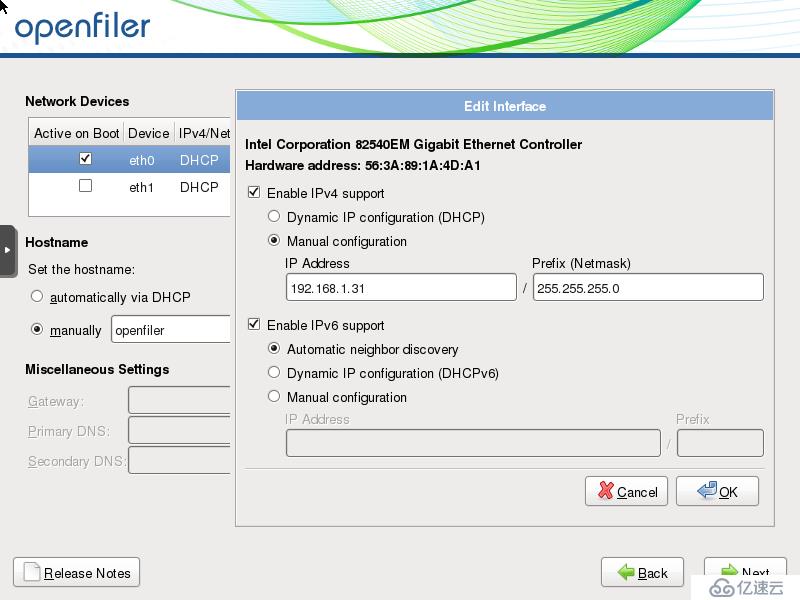 openfiler
Network Devices
Active on Boot Device IPv4/Net
eth0 DHCP
eth1 DHCP
Hostname
Set the hostname:
automatically via DHCP
manually openfiler
Miscellaneous Settings
Gateway:
Primary DNS:
Secondary DNS:
Edit Interface
Intel Corporation 82540EM Gigabit Ethernet Controller
Hardware address: 56:3A:89:1A:4D:A1
Enable IPv4 support
Dynamic IP configuration (DHCP)
Manual configuration
IP Address Prefix (Netmask)
192.168.1.31 / 255.255.255.0
Enable IPv6 support
Automatic neighbor discovery
Dynamic IP configuration (DHCPv6)
Manual configuration
IP Address Prefix
/
Cancel OK
Release Notes Back Next
亿速云